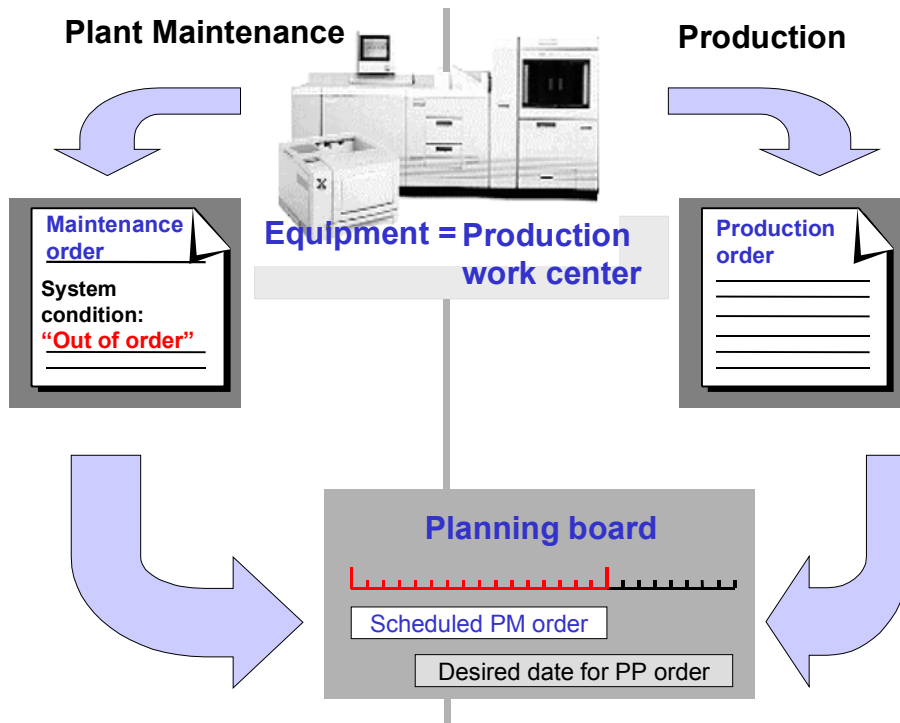 Plant Maintenance
Production
Equipment = Production
work center
Maintenance
order
System
condition:
“Out of order”
Production
order
Planning board
Scheduled PM order
Desired date for PP order